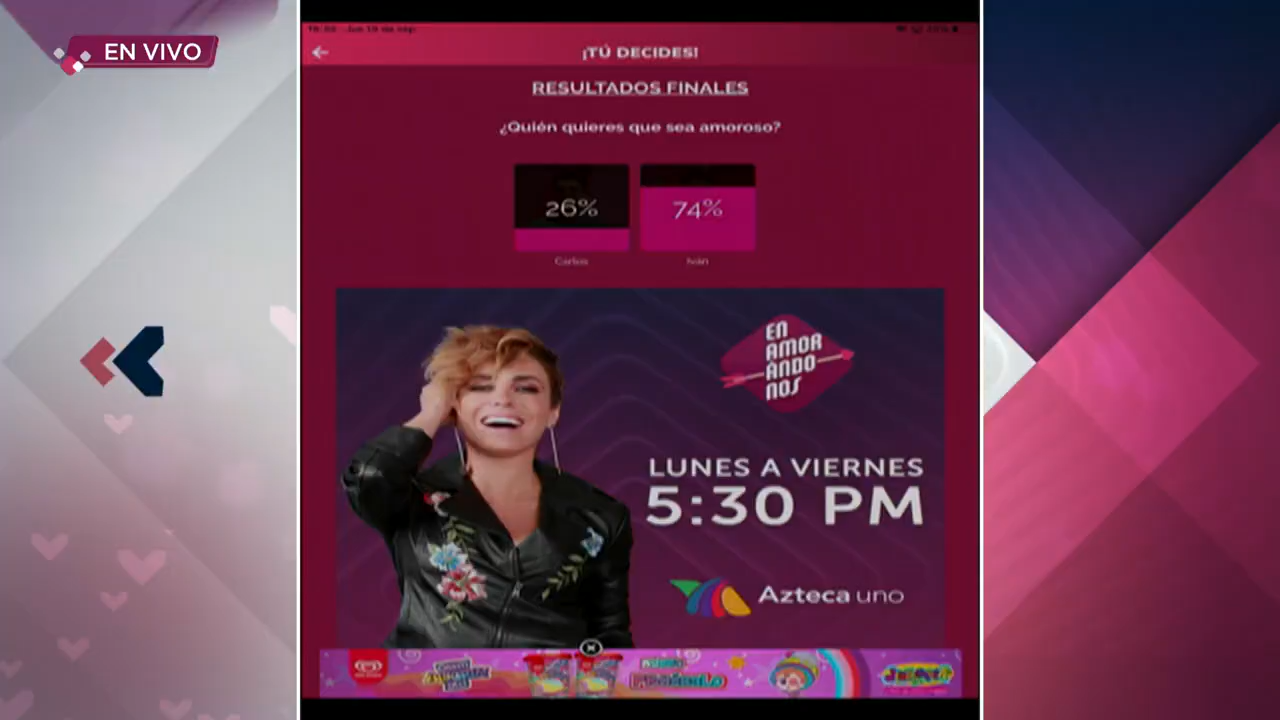 EN VIVO
¡TÚ DECIDES!
RESULTADOS FINALES
¿Quién quieres que sea amoroso?
26%
74%
Carlos
Iván
EN
AMOR
ÁNDO
NOS
LUNES A VIERNES
5:30 PM
Azteca uno